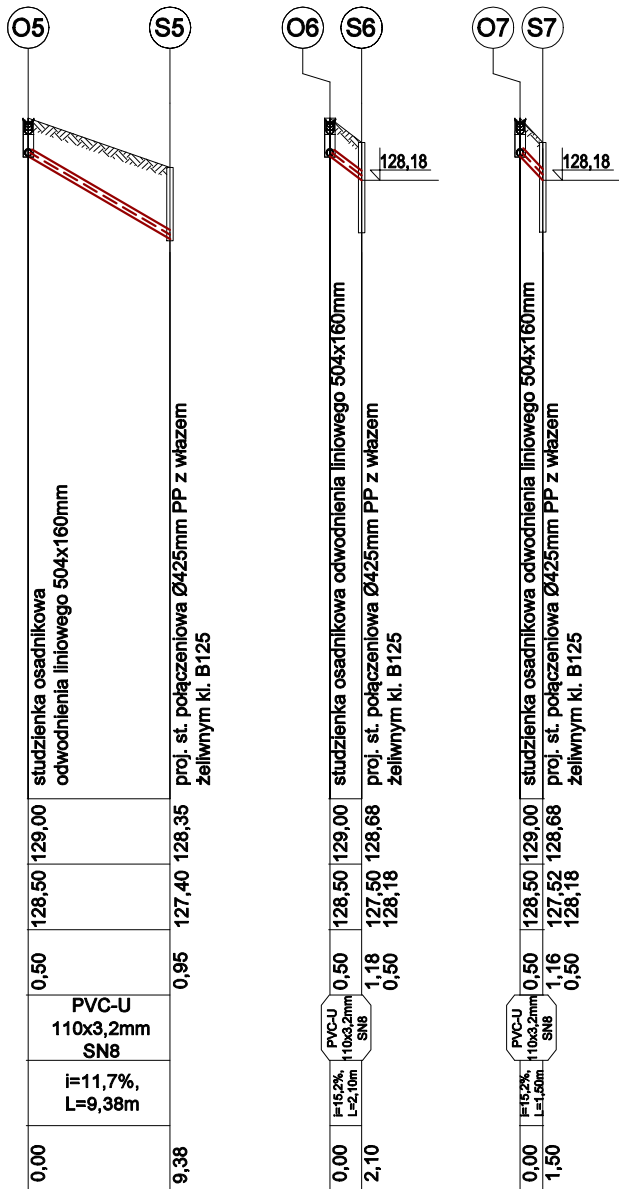 O5
S5
O6
S6
O7
S7
128,18
128,18
studzienka osadnikowa
odwodnienia liniowego 504x160mm
proj. st. połączeniowa Ø425mm PP z włazem
żeliwnym kl. B125
studzienka osadnikowa odwodnienia liniowego 504x160mm
proj. st. połączeniowa Ø425mm PP z włazem
żeliwnym kl. B125
studzienka osadnikowa odwodnienia liniowego 504x160mm
proj. st. połączeniowa Ø425mm PP z włazem
żeliwnym kl. B125
129,00
128,35
129,00
128,68
129,00
128,68
128,50
127,40
128,50
127,50
128,18
128,50
127,52
128,18
0,50
0,95
0,50
1,18
0,50
0,50
1,16
0,50
PVC-U
110x3,2mm
SN8
PVC-U
110x3,2mm
SN8
PVC-U
110x3,2mm
SN8
i=11,7%,
L=9,38m
i=15,2%,
L=2,10m
i=15,2%,
L=1,50m
0,00
9,38
0,00
2,10
0,00
1,50